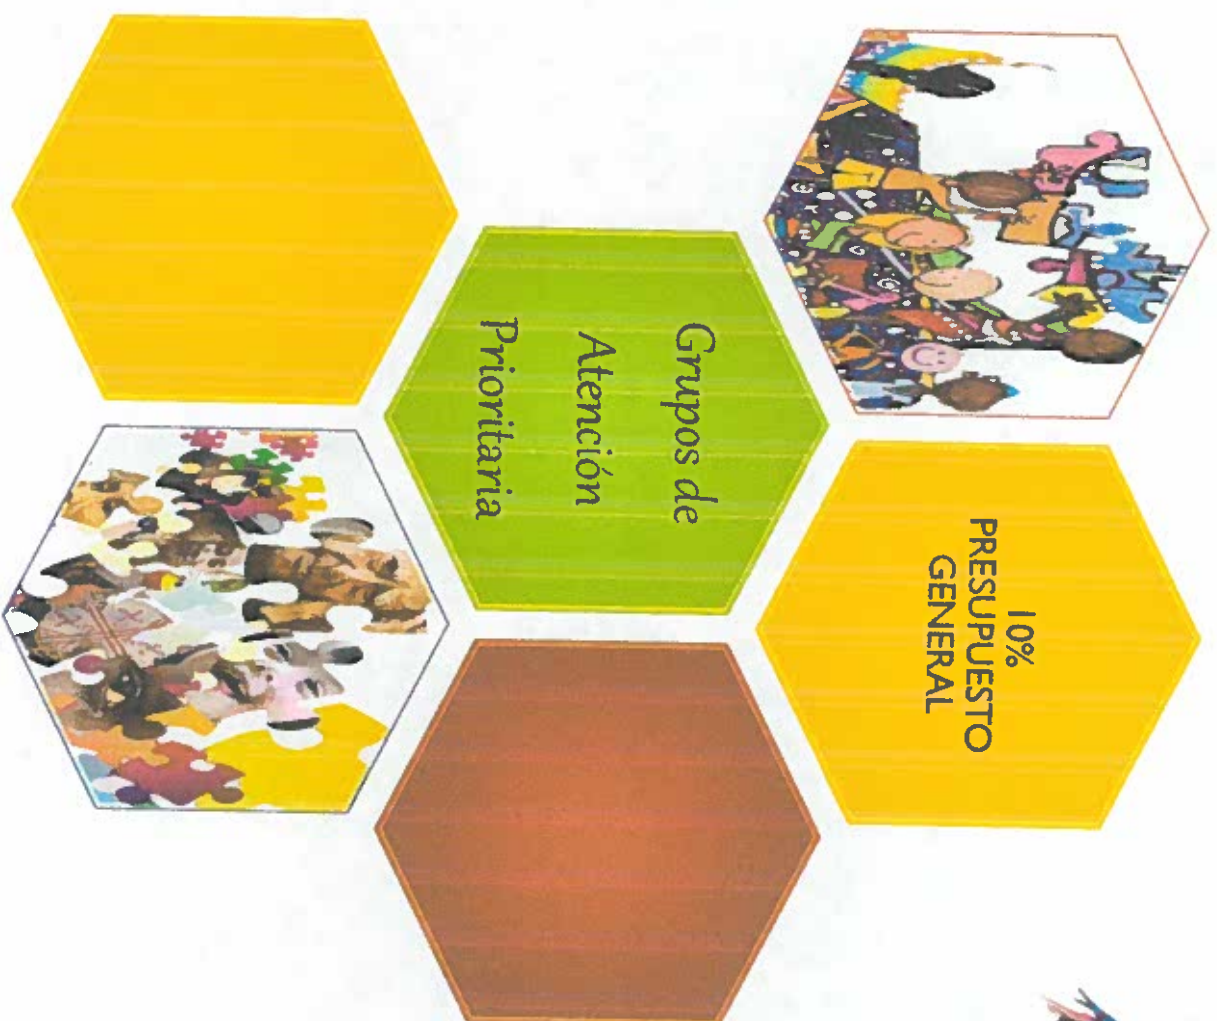 10%
PRESUPUESTO
GENERAL
Grupos de
Atención
Prioritaria